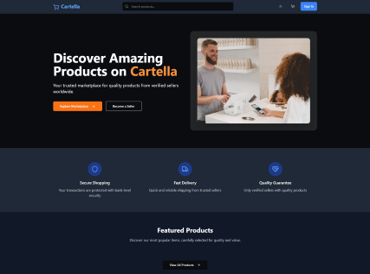 Cartella
Search products...
Sign In
Discover Amazing
Products on Cartella
Your trusted marketplace for quality products from verified sellers
worldwide.
Explore Marketplace
Become a Seller
Secure Shopping
Your transactions are protected with bank-level
security
Fast Delivery
Quick and reliable shipping from trusted sellers
Quality Guarantee
Only verified sellers with quality products
Featured Products
Discover our most popular items, carefully selected for quality and value.
View All Products